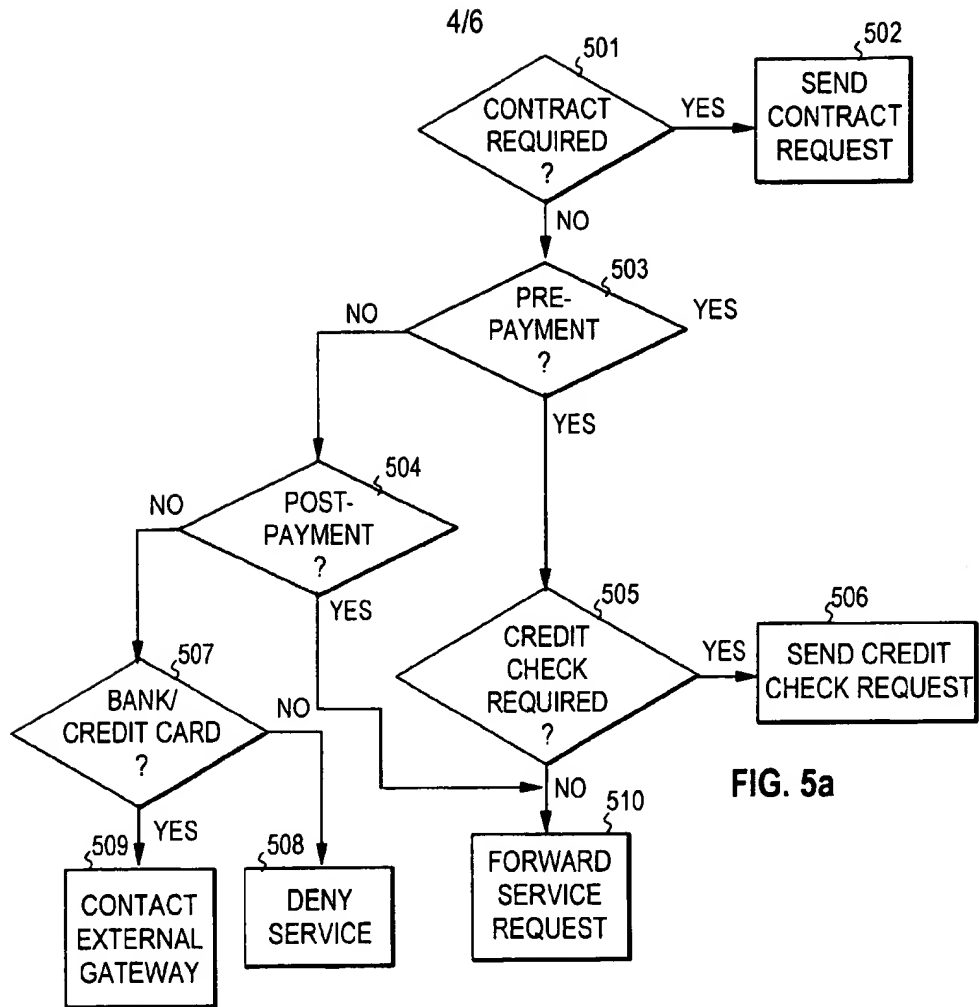 4/6
501
CONTRACT
REQUIRED
?
YES
502
SEND
CONTRACT
REQUEST
NO
503
PRE-
PAYMENT
?
NO
YES
YES
504
POST-
PAYMENT
?
NO
YES
505
CREDIT
CHECK
REQUIRED
?
YES
506
SEND CREDIT
CHECK REQUEST
507
BANK/
CREDIT CARD
?
NO
YES
NO
FIG. 5a
509
CONTACT
EXTERNAL
GATEWAY
508
DENY
SERVICE
510
FORWARD
SERVICE
REQUEST